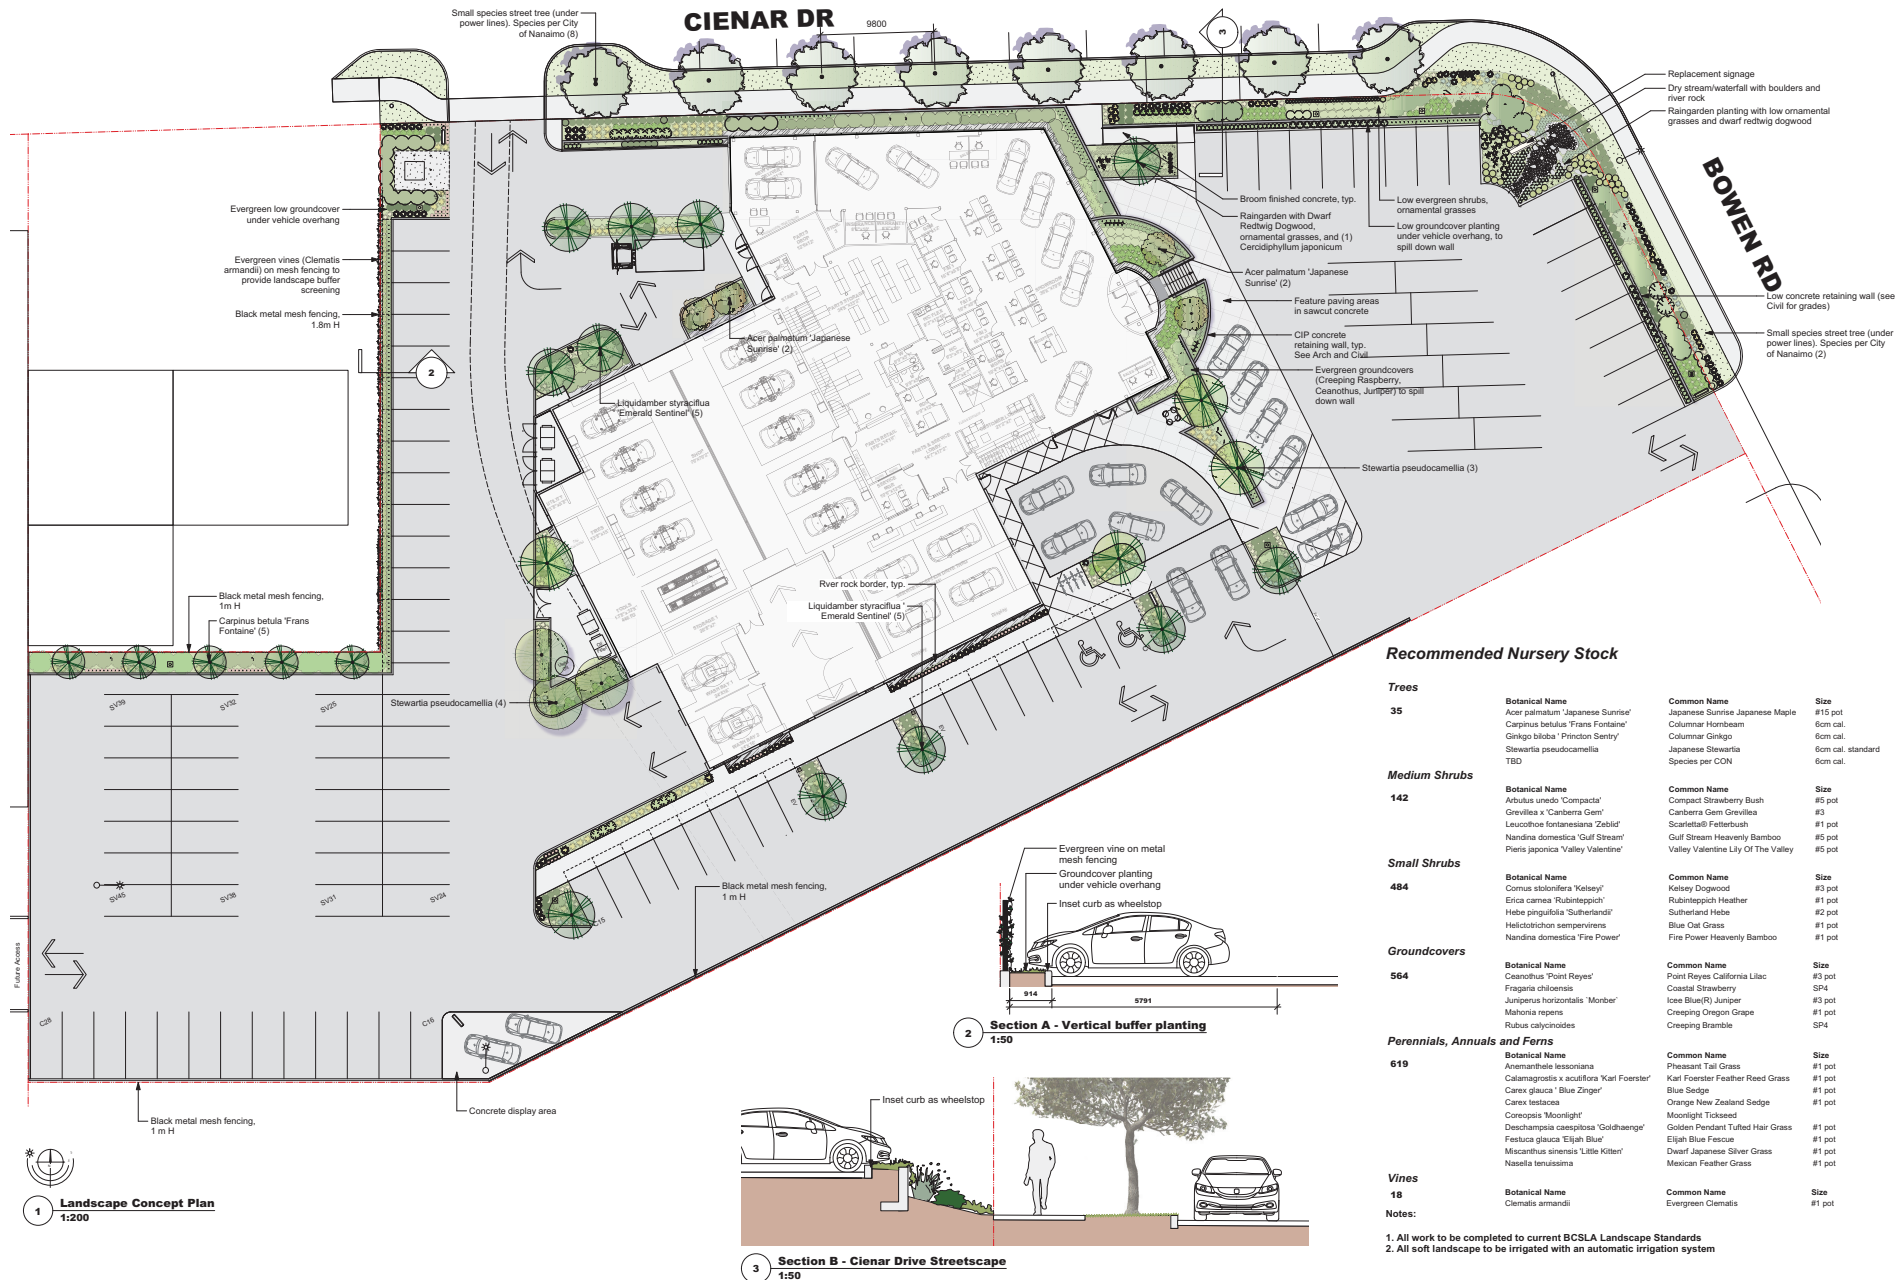 CIENAR DR
9800
Small species street tree (under
power lines). Species per City
of Nanaimo (8)
3
Replacement signage
Dry stream/waterfall with boulders and
river rock
Raingarden planting with low ornamental
grasses and dwarf redtwig dogwood
BOWEN RD
Evergreen low groundcover
under vehicle overhang
Evergreen vines (Clematis
armandii) on mesh fencing to
provide landscape buffer
screening
Black metal mesh fencing,
1.8m H
2
Broom finished concrete, typ.
Raingarden with Dwarf
Redtwig Dogwood,
ornamental grasses, and (1)
Cercidiphyllum japonicum
Low evergreen shrubs,
ornamental grasses
Low groundcover planting
under vehicle overhang, to
spill down wall
Acer palmatum 'Japanese
Sunrise' (2)
Feature paving areas
in sawcut concrete
CIP concrete
retaining wall, typ.
See Arch and Civil
Evergreen groundcovers
(Creeping Raspberry,
Ceanothus, Juniper) to spill
down wall
Low concrete retaining wall (see
Civil for grades)
Small species street tree (under
power lines). Species per City
of Nanaimo (2)
Acer palmatum 'Japanese
Sunrise' (2)
Liquidamber styraciflua
'Emerald Sentinel' (5)
Stewartia pseudocamellia (3)
River rock border, typ.
Liquidamber styraciflua '
Emerald Sentinel' (5)
Black metal mesh fencing,
1m H
Carpinus betula 'Frans
Fontaine' (5)
Stewartia pseudocamellia (4)
SV39
SV32
SV25
SV45
SV38
SV31
SV24
EV
EV
C15
Black metal mesh fencing,
1 m H
Future Access
C28
C16
Concrete display area
Black metal mesh fencing,
1 m H
1
Landscape Concept Plan
1:200
Evergreen vine on metal
mesh fencing
Groundcover planting
under vehicle overhang
Inset curb as wheelstop
914
5791
2
Section A - Vertical buffer planting
1:50
Inset curb as wheelstop
3
Section B - Cienar Drive Streetscape
1:50
Recommended Nursery Stock
Trees
35
Botanical Name Common Name Size
Acer palmatum 'Japanese Sunrise' Japanese Sunrise Japanese Maple #15 pot
Carpinus betulus 'Frans Fontaine' Columnar Hornbeam 6cm cal.
Ginkgo biloba ' Princton Sentry' Columnar Ginkgo 6cm cal.
Stewartia pseudocamellia Japanese Stewartia 6cm cal. standard
TBD Species per CON 6cm cal.
Medium Shrubs
142
Botanical Name Common Name Size
Arbutus unedo 'Compacta' Compact Strawberry Bush #5 pot
Grevillea x 'Canberra Gem' Canberra Gem Grevillea #3
Leucothoe fontanesiana 'Zeblid' Scarletta® Fetterbush #1 pot
Nandina domestica 'Gulf Stream' Gulf Stream Heavenly Bamboo #5 pot
Pieris japonica 'Valley Valentine' Valley Valentine Lily Of The Valley #5 pot
Small Shrubs
484
Botanical Name Common Name Size
Cornus stolonifera 'Kelseyi' Kelsey Dogwood #3 pot
Erica carnea 'Rubinteppich' Rubinteppich Heather #1 pot
Hebe pinguifolia 'Sutherlandii' Sutherland Hebe #2 pot
Helictotrichon sempervirens Blue Oat Grass #1 pot
Nandina domestica 'Fire Power' Fire Power Heavenly Bamboo #1 pot
Groundcovers
564
Botanical Name Common Name Size
Ceanothus 'Point Reyes' Point Reyes California Lilac #3 pot
Fragaria chiloensis Coastal Strawberry SP4
Juniperus horizontalis `Monber` Icee Blue(R) Juniper #3 pot
Mahonia repens Creeping Oregon Grape #1 pot
Rubus calycinoides Creeping Bramble SP4
Perennials, Annuals and Ferns
619
Botanical Name Common Name Size
Anemanthele lessoniana Pheasant Tail Grass #1 pot
Calamagrostis x acutiflora 'Karl Foerster' Karl Foerster Feather Reed Grass #1 pot
Carex glauca ' Blue Zinger' Blue Sedge #1 pot
Carex testacea Orange New Zealand Sedge #1 pot
Coreopsis 'Moonlight' Moonlight Tickseed
Deschampsia caespitosa 'Goldhaenge' Golden Pendant Tufted Hair Grass #1 pot
Festuca glauca 'Elijah Blue' Elijah Blue Fescue #1 pot
Miscanthus sinensis 'Little Kitten' Dwarf Japanese Silver Grass #1 pot
Nasella tenuissima Mexican Feather Grass #1 pot
Vines
18
Botanical Name Common Name Size
Clematis armandii Evergreen Clematis #1 pot
Notes:
1. All work to be completed to current BCSLA Landscape Standards
2. All soft landscape to be irrigated with an automatic irrigation system